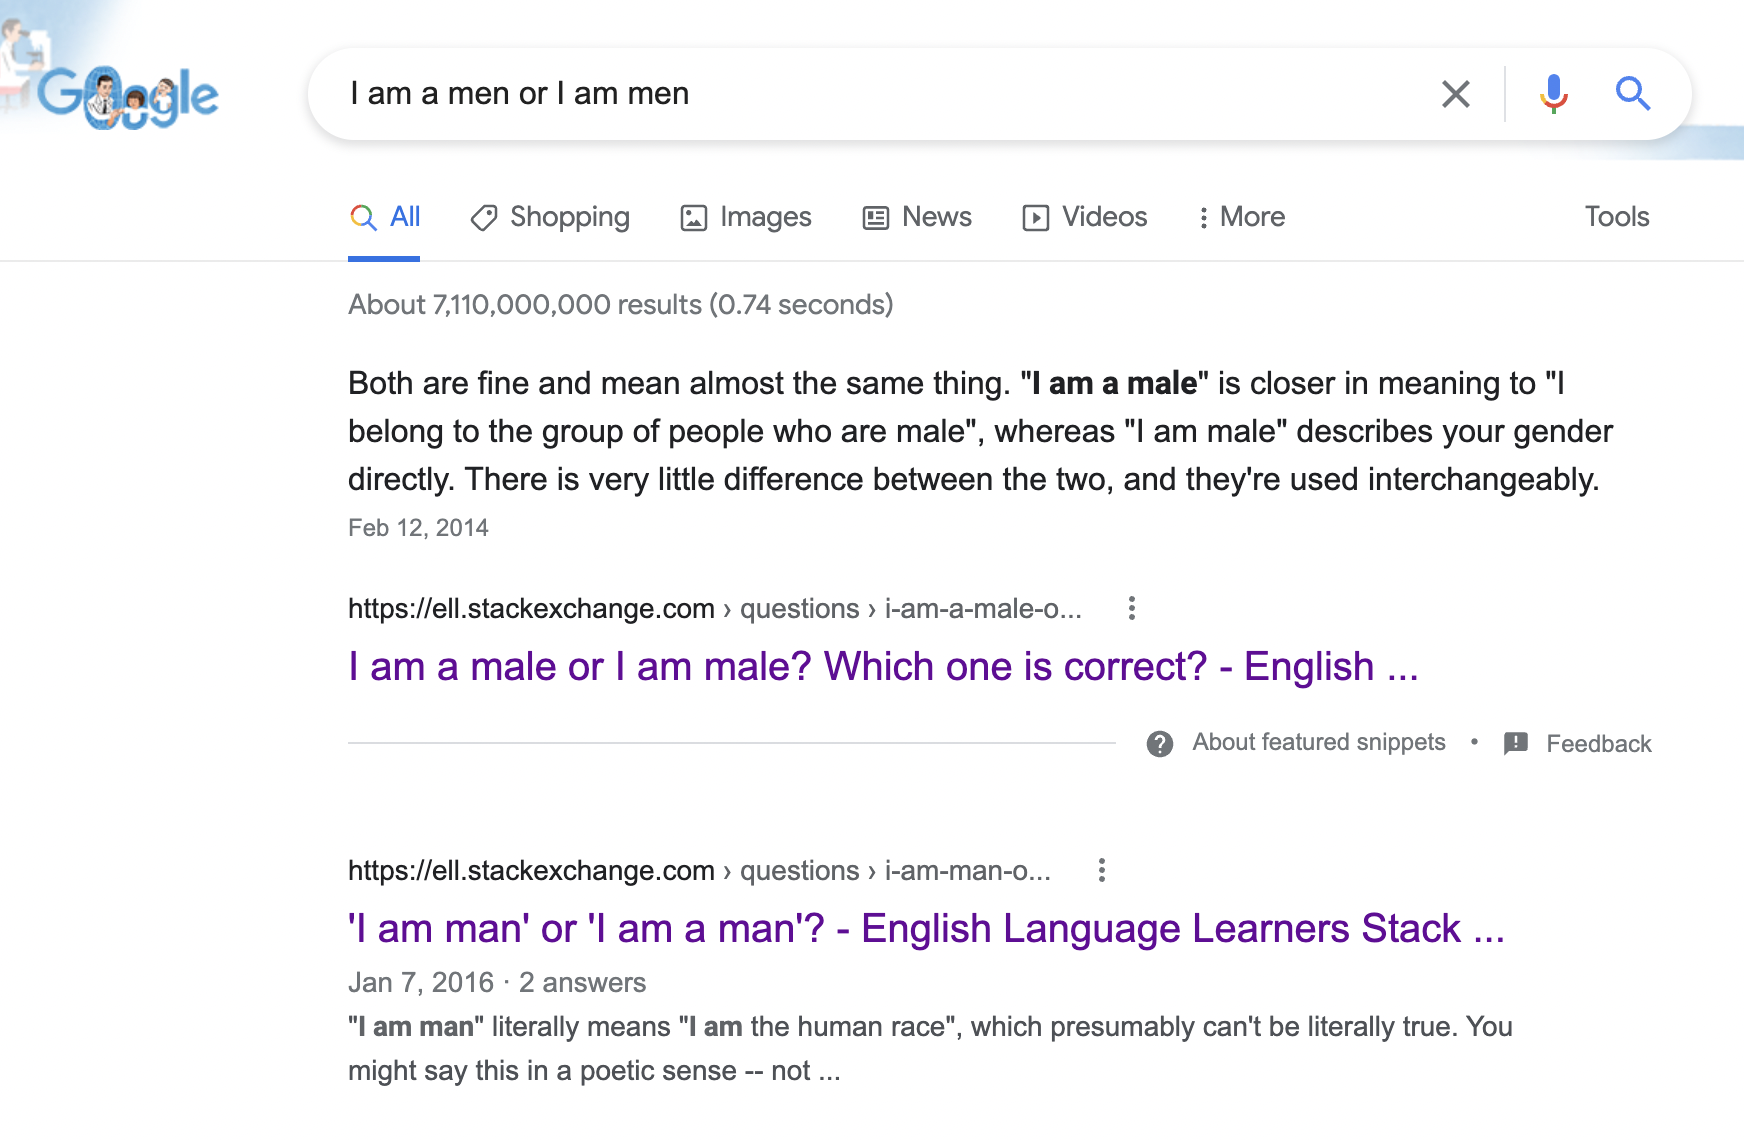 Google
I am a men or I am men
All
Shopping
Images
News
Videos
More
Tools
About 7,110,000,000 results (0.74 seconds)
Both are fine and mean almost the same thing. "I am a male" is closer in meaning to "I
belong to the group of people who are male", whereas "I am male" describes your gender
directly. There is very little difference between the two, and they're used interchangeably.
Feb 12, 2014
https://ell.stackexchange.com › questions › i-am-a-male-o...
I am a male or I am male? Which one is correct? - English ...
About featured snippets • Feedback
https://ell.stackexchange.com › questions › i-am-man-o...
'I am man' or 'I am a man'? - English Language Learners Stack ...
Jan 7, 2016 · 2 answers
"I am man" literally means "I am the human race", which presumably can't be literally true. You
might say this in a poetic sense -- not ...